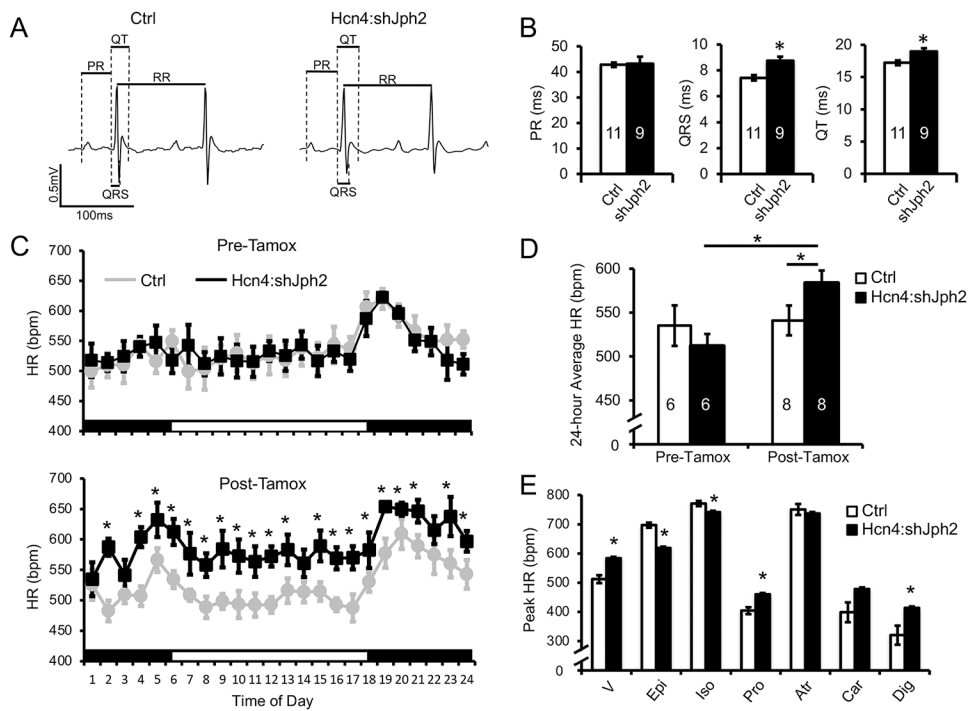 A
Ctrl
Hcn4:shJph2
QT
PR
RR
QRS
0.5mV
100ms
QT
PR
RR
QRS
B
PR (ms)
50
40
30
20
10
0
11
9
Ctrl
shJph2
QRS (ms)
10
8
6
4
2
0
*
11
9
Ctrl
shJph2
QT (ms)
20
15
10
5
0
*
11
9
Ctrl
shJph2
C
Pre-Tamox
Ctrl
Hcn4:shJph2
HR (bpm)
700
650
600
550
500
450
400
Post-Tamox
HR (bpm)
700
650
600
550
500
450
400
* * * * * * * * * * * * * * * * * * *
1 2 3 4 5 6 7 8 9 10 11 12 13 14 15 16 17 18 19 20 21 22 23 24
Time of Day
D
24-hour Average HR (bpm)
600
550
500
450
0
*
*
Ctrl
Hcn4:shJph2
6
6
8
8
Pre-Tamox
Post-Tamox
E
Peak HR (bpm)
800
700
600
500
400
300
0
* * * * *
Ctrl
Hcn4:shJph2
V
Epi
Iso
Pro
Atr
Car
Dig